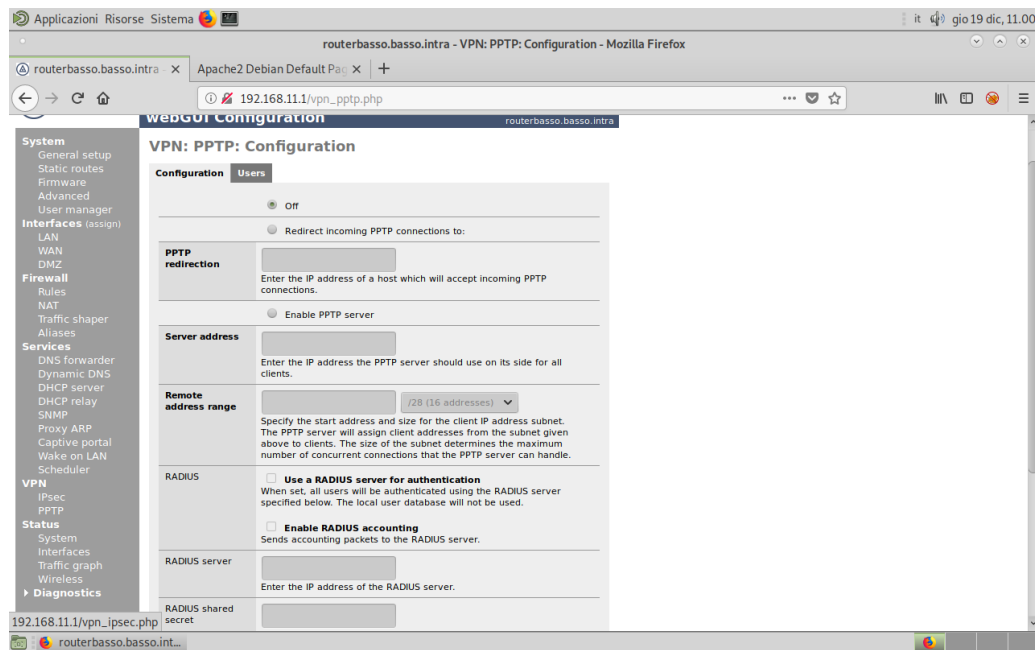 Applicazioni Risorse Sistema
it gio 19 dic, 11.00
routerbasso.basso.intra - VPN: PPTP: Configuration - Mozilla Firefox
routerbasso.basso.intra -
Apache2 Debian Default Pag
192.168.11.1/vpn_pptp.php
webGUI Configuration
routerbasso.basso.intra
System
General setup
Static routes
Firmware
Advanced
User manager
Interfaces (assign)
LAN
WAN
DMZ
Firewall
Rules
NAT
Traffic shaper
Aliases
Services
DNS forwarder
Dynamic DNS
DHCP server
DHCP relay
SNMP
Proxy ARP
Captive portal
Wake on LAN
Scheduler
VPN
IPsec
PPTP
Status
System
Interfaces
Traffic graph
Wireless
Diagnostics
VPN: PPTP: Configuration
Configuration Users
Off
Redirect incoming PPTP connections to:
PPTP
redirection
Enter the IP address of a host which will accept incoming PPTP
connections.
Enable PPTP server
Server address
Enter the IP address the PPTP server should use on its side for all
clients.
Remote
address range
/28 (16 addresses)
Specify the start address and size for the client IP address subnet.
The PPTP server will assign client addresses from the subnet given
above to clients. The size of the subnet determines the maximum
number of concurrent connections that the PPTP server can handle.
RADIUS
Use a RADIUS server for authentication
When set, all users will be authenticated using the RADIUS server
specified below. The local user database will not be used.
Enable RADIUS accounting
Sends accounting packets to the RADIUS server.
RADIUS server
Enter the IP address of the RADIUS server.
RADIUS shared
secret
192.168.11.1/vpn_ipsec.php
routerbasso.basso.int...